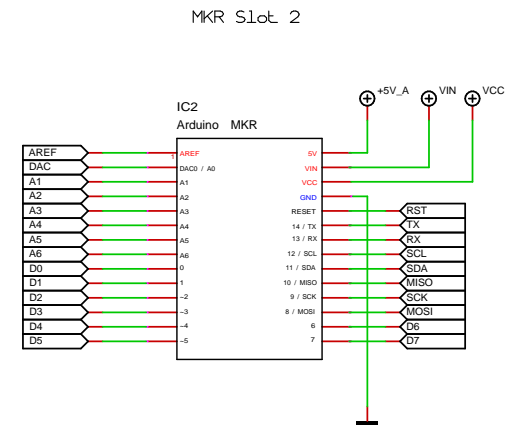 MKR Slot 2
+5V_A VIN VCC
IC2
Arduino MKR
AREF AREF 5V
1
DAC DAC0 / A0 VIN
A1 A1 VCC
A2 A2 GND
A3 A3 RESET RST
A4 A4 14 / TX TX
A5 A5 13 / RX RX
A6 A6 12 / SCL SCL
D0 0 11 / SDA SDA
D1 1 10 / MISO MISO
D2 ~2 9 / SCK SCK
D3 ~3 8 / MOSI MOSI
D4 ~4 6 D6
D5 ~5 7 D7